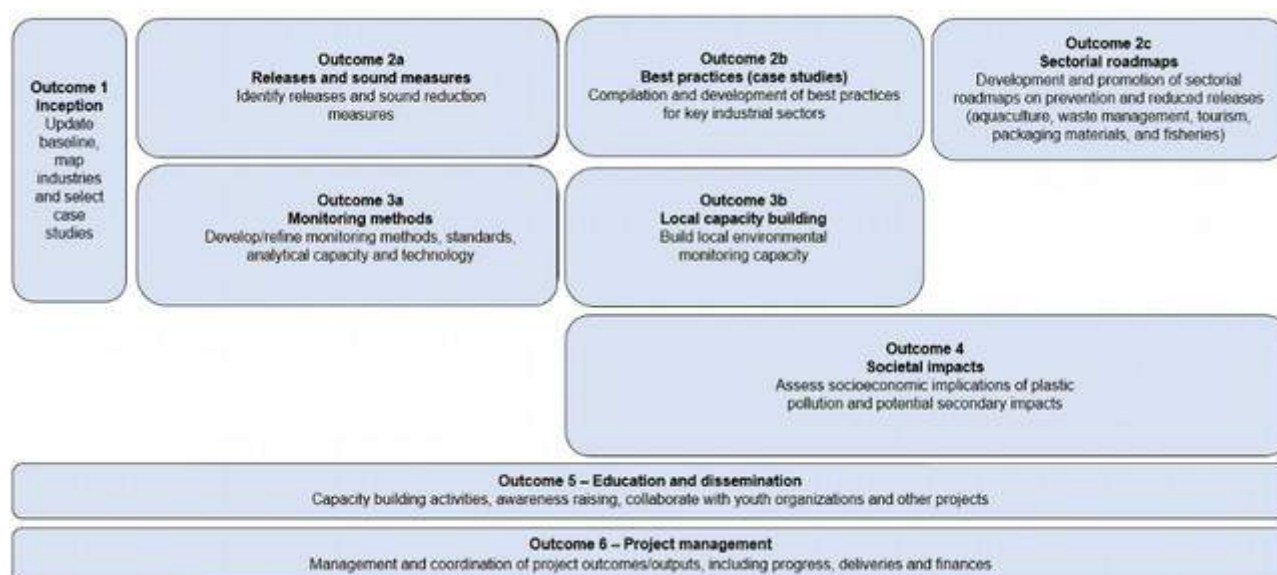 Outcome 1
Inception
Update
baseline,
map
industries
and select
case
studies
Outcome 2a
Releases and sound measures
Identify releases and sound reduction
measures
Outcome 2b
Best practices (case studies)
Compilation and development of best practices
for key industrial sectors
Outcome 2c
Sectorial roadmaps
Development and promotion of sectorial
roadmaps on prevention and reduced releases
(aquaculture, waste management, tourism,
packaging materials, and fisheries)
Outcome 3a
Monitoring methods
Develop/refine monitoring methods, standards,
analytical capacity and technology
Outcome 3b
Local capacity building
Build local environmental
monitoring capacity
Outcome 4
Societal impacts
Assess socioeconomic implications of plastic
pollution and potential secondary impacts
Outcome 5 – Education and dissemination
Capacity building activities, awareness raising, collaborate with youth organizations and other projects
Outcome 6 – Project management
Management and coordination of project outcomes/outputs, including progress, deliveries and finances